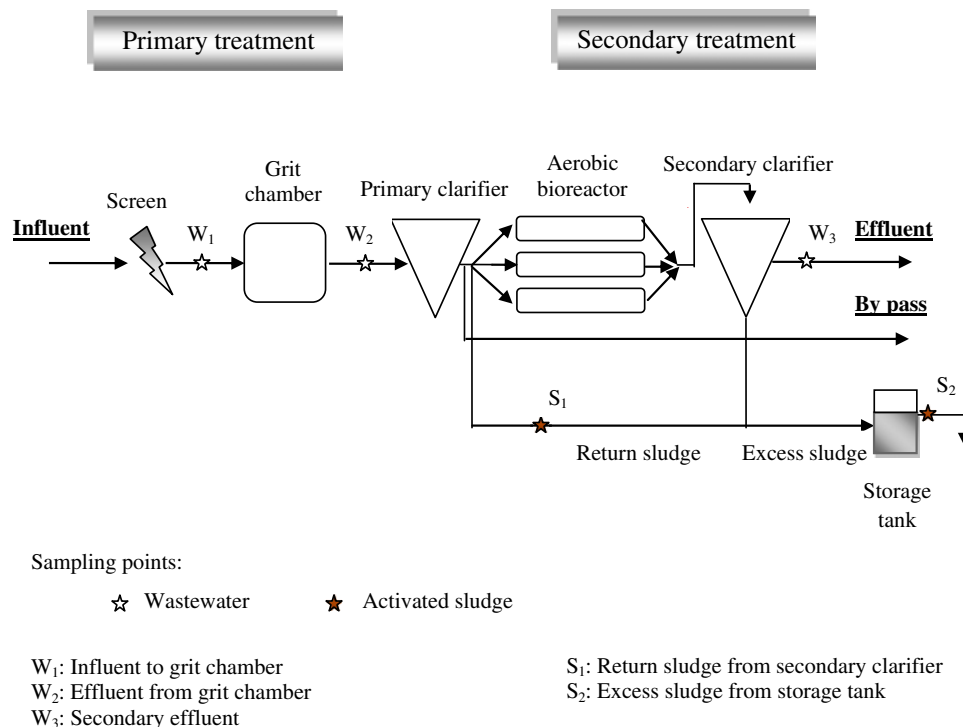 Primary treatment
Secondary treatment
Grit
chamber
Aerobic
bioreactor
Secondary clarifier
Primary clarifier
Screen
Influent
W₁
W₂
W₃
Effluent
By pass
S₁
S₂
Return sludge
Excess sludge
Storage
tank
Sampling points:
Wastewater
Activated sludge
W₁: Influent to grit chamber
W₂: Effluent from grit chamber
W₃: Secondary effluent
S₁: Return sludge from secondary clarifier
S₂: Excess sludge from storage tank